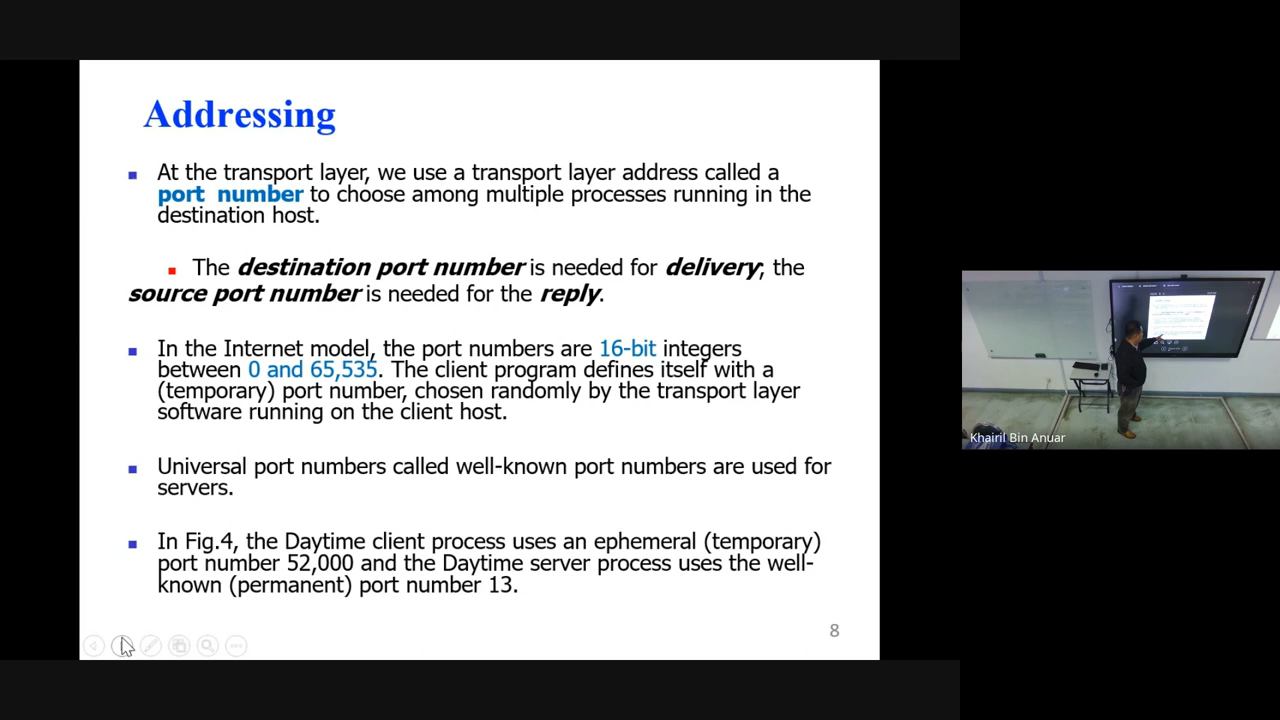 Addressing
At the transport layer, we use a transport layer address called a
port number to choose among multiple processes running in the
destination host.
The destination port number is needed for delivery; the
source port number is needed for the reply.
In the Internet model, the port numbers are 16-bit integers
between 0 and 65,535. The client program defines itself with a
(temporary) port number, chosen randomly by the transport layer
software running on the client host.
Universal port numbers called well-known port numbers are used for
servers.
In Fig.4, the Daytime client process uses an ephemeral (temporary)
port number 52,000 and the Daytime server process uses the well-
known (permanent) port number 13.
8
Khairil Bin Anuar